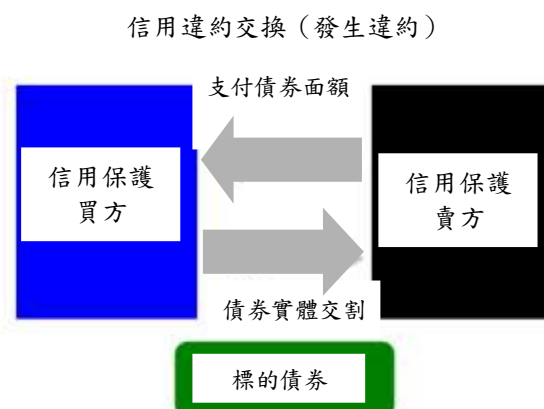 信用違約交換（發生違約）
支付債券面額
信用保護
買方
信用保護
賣方
債券實體交割
標的債券